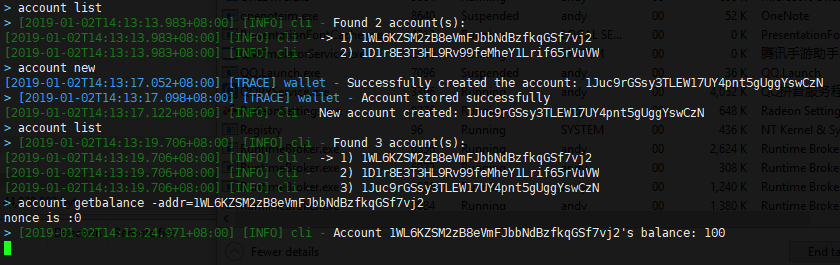 > account list
> [2019-01-02T14:13:13.983+08:00] [INFO] cli - Found 2 account(s):
> [2019-01-02T14:13:13.983+08:00] [INFO] cli - -> 1) 1WL6KZSM2zB8eVmFJbbNdBzfkqGSf7vj2
> [2019-01-02T14:13:13.983+08:00] [INFO] cli - 2) 1D1r8E3T3HL9Rv99feMheY1Lrif65rVuVW
> account new
[2019-01-02T14:13:17.052+08:00] [TRACE] wallet - Successfully created the account: 1Juc9rGSsy3TLEW17UY4pnt5gUggYswCzN
> [2019-01-02T14:13:17.098+08:00] [TRACE] wallet - Account stored successfully
> [2019-01-02T14:13:17.122+08:00] [INFO] cli - New account created: 1Juc9rGSsy3TLEW17UY4pnt5gUggYswCzN
> account list
> [2019-01-02T14:13:19.706+08:00] [INFO] cli - Found 3 account(s):
> [2019-01-02T14:13:19.706+08:00] [INFO] cli - -> 1) 1WL6KZSM2zB8eVmFJbbNdBzfkqGSf7vj2
> [2019-01-02T14:13:19.706+08:00] [INFO] cli - 2) 1D1r8E3T3HL9Rv99feMheY1Lrif65rVuVW
> [2019-01-02T14:13:19.706+08:00] [INFO] cli - 3) 1Juc9rGSsy3TLEW17UY4pnt5gUggYswCzN
> account getbalance -addr=1WL6KZSM2zB8eVmFJbbNdBzfkqGSf7vj2
nonce is :0
> [2019-01-02T14:13:24.971+08:00] [INFO] cli - Account 1WL6KZSM2zB8eVmFJbbNdBzfkqGSf7vj2's balance: 100
Fewer details